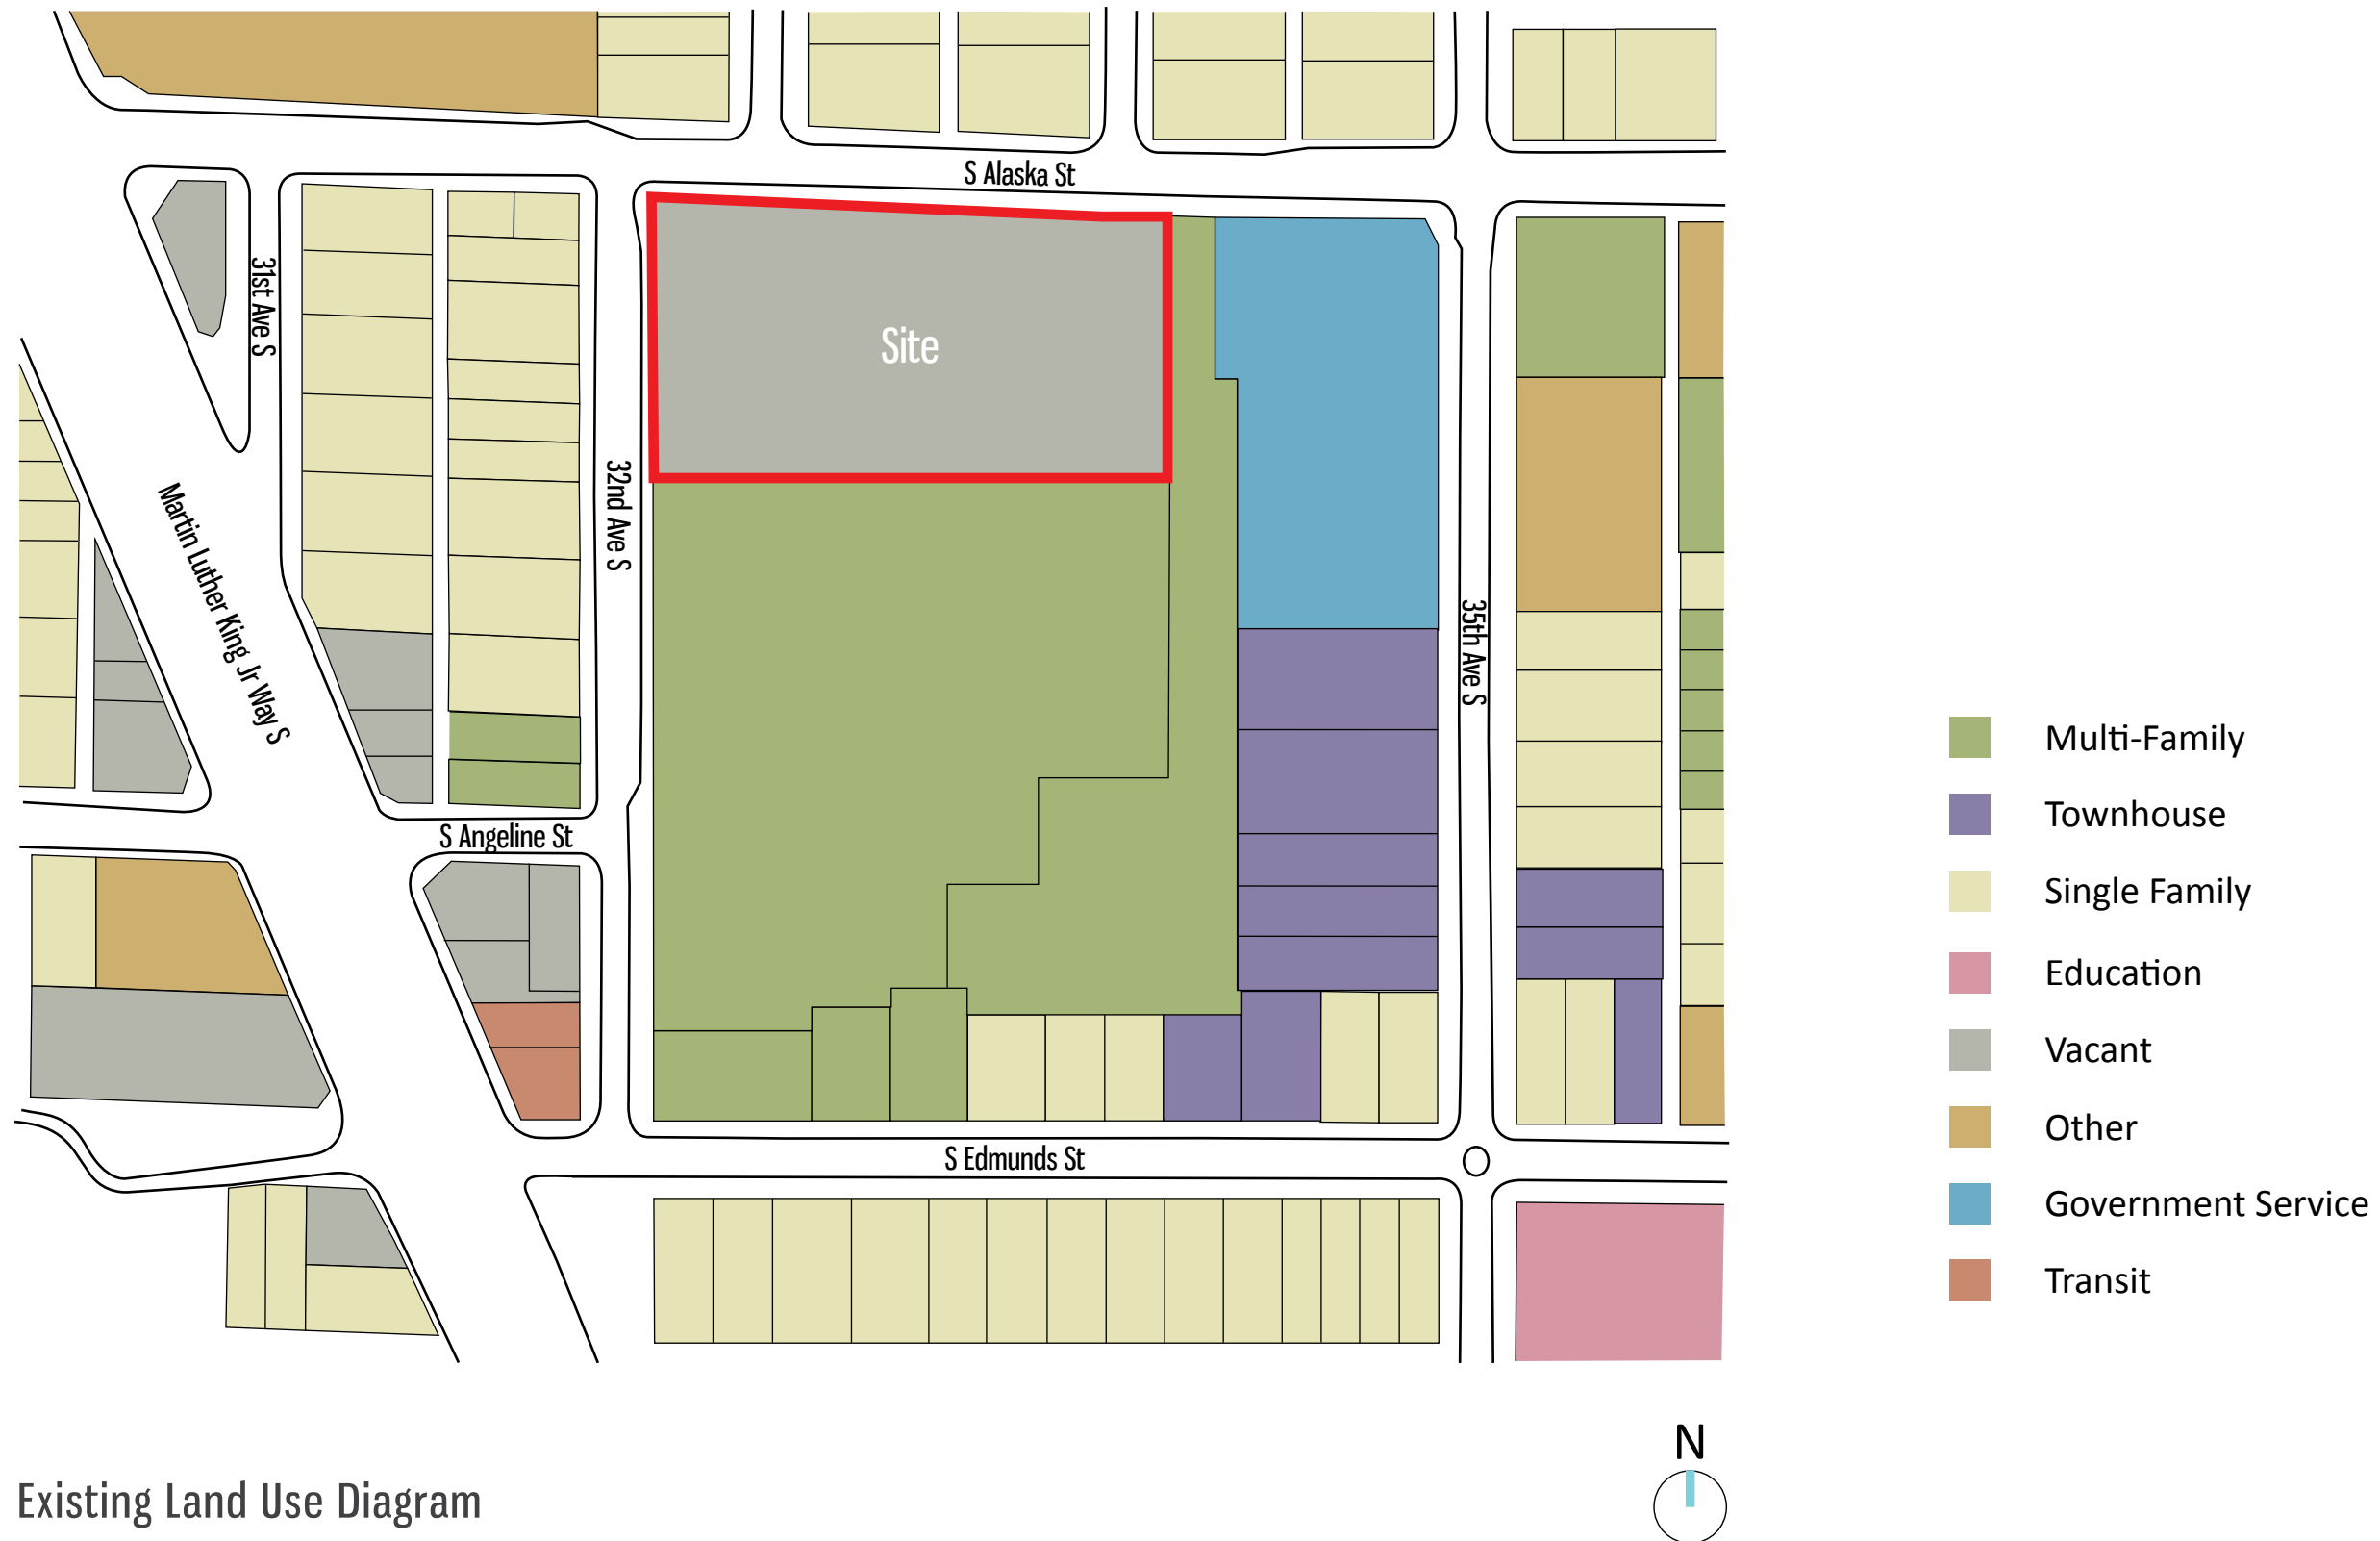 S Alaska St
31st Ave S
Site
32nd Ave S
Martin Luther King Jr Way S
35th Ave S
S Angeline St
S Edmunds St
Multi-Family
Townhouse
Single Family
Education
Vacant
Other
Government Service
Transit
N
Existing Land Use Diagram